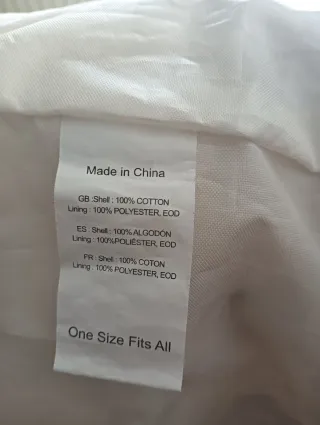 Made in China
GB :Shell : 100% COTTON
Lining : 100% POLYESTER, EOD
ES : Shell : 100% ALGODÓN
Lining : 100%POLIÉSTER, EOD
FR : Shell : 100% COTON
Lining : 100% POLYESTER, EOD
One Size Fits All